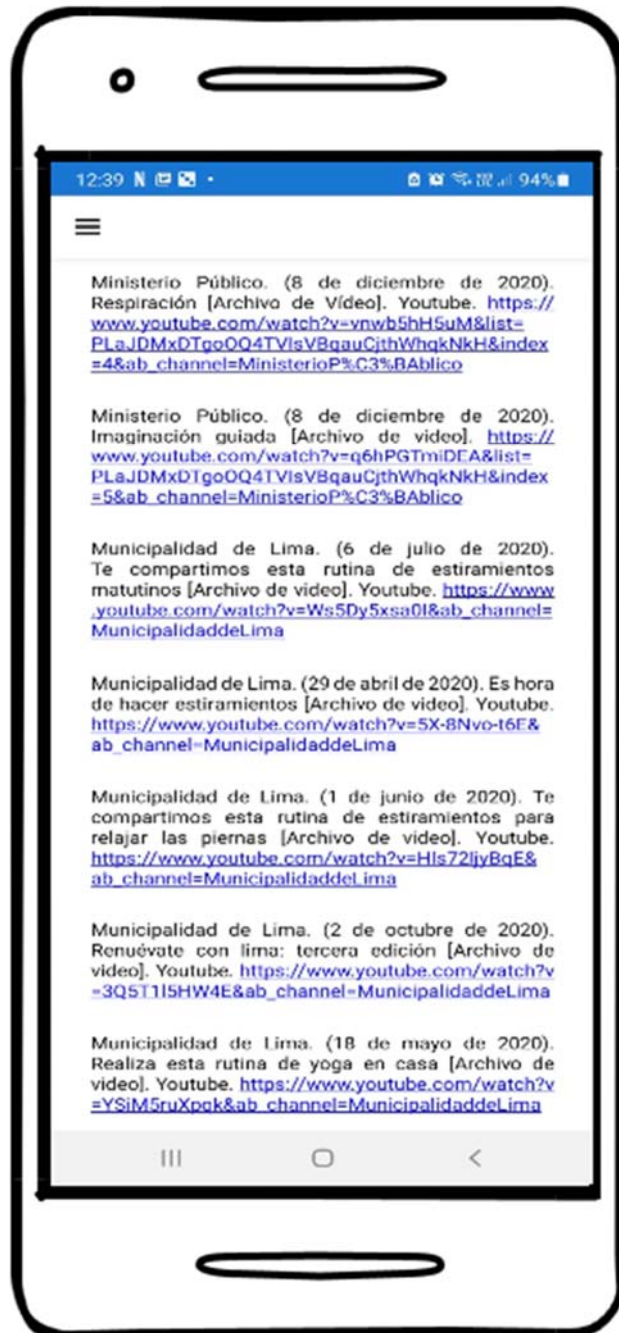 12:39
94%
Ministerio Público. (8 de diciembre de 2020).
Respiración [Archivo de Vídeo]. Youtube. https://
www.youtube.com/watch?v=vnwb5hH5uM&list=
PLaJDMxDTgoOQ4TVIsVBqauCjthWhqkNkH&index
=4&ab_channel=MinisterioP%C3%BAblico
Ministerio Público. (8 de diciembre de 2020).
Imaginación guiada [Archivo de video]. https://
www.youtube.com/watch?v=q6hPGTmiDEA&list=
PLaJDMxDTgoOQ4TVIsVBqauCjthWhqkNkH&index
=5&ab_channel=MinisterioP%C3%BAblico
Municipalidad de Lima. (6 de julio de 2020).
Te compartimos esta rutina de estiramientos
matutinos [Archivo de video]. Youtube. https://www
.youtube.com/watch?v=Ws5Dy5xsa0I&ab_channel=
MunicipalidaddeLima
Municipalidad de Lima. (29 de abril de 2020). Es hora
de hacer estiramientos [Archivo de video]. Youtube.
https://www.youtube.com/watch?v=5X-8Nvo-t6E&
ab_channel=MunicipalidaddeLima
Municipalidad de Lima. (1 de junio de 2020). Te
compartimos esta rutina de estiramientos para
relajar las piernas [Archivo de video]. Youtube.
https://www.youtube.com/watch?v=Hls72ljyBqE&
ab_channel=MunicipalidaddeLima
Municipalidad de Lima. (2 de octubre de 2020).
Renuévate con lima: tercera edición [Archivo de
video]. Youtube. https://www.youtube.com/watch?v
=3Q5T1l5HW4E&ab_channel=MunicipalidaddeLima
Municipalidad de Lima. (18 de mayo de 2020).
Realiza esta rutina de yoga en casa [Archivo de
video]. Youtube. https://www.youtube.com/watch?v
=YSiM5ruXpqk&ab_channel=MunicipalidaddeLima